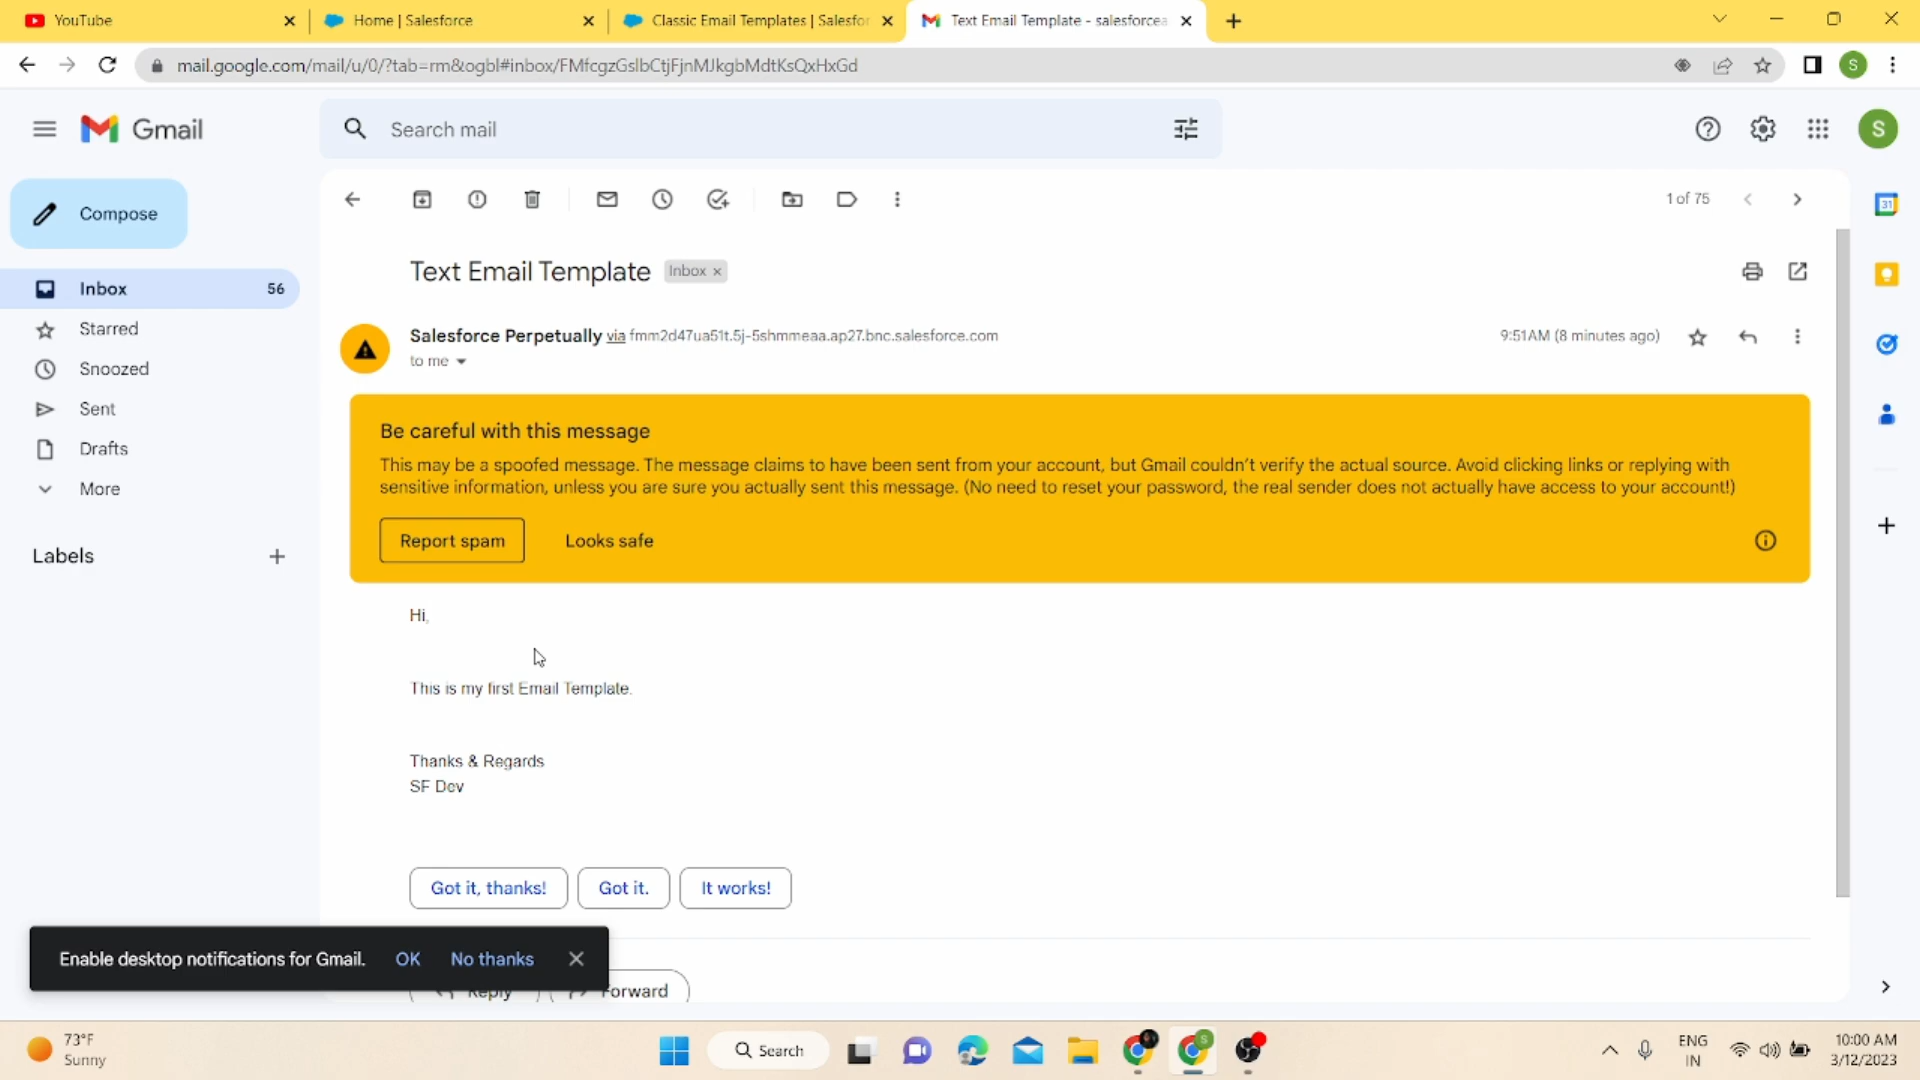 YouTube
Home | Salesforce
Classic Email Templates | Salesfor
Text Email Template - salesforcea
mail.google.com/mail/u/0/?tab=rm&ogbl#inbox/FMfcgzGslbCtjFjnMJkgbMdtKsQxHxGd
S
Gmail
Search mail
S
Compose
1 of 75
31
Text Email Template
Inbox ×
Inbox 56
Starred
Snoozed
Sent
Drafts
More
Labels
Salesforce Perpetually via fmm2d47ua51t.5j-5shmmeaa.ap27.bnc.salesforce.com
9:51 AM (8 minutes ago)
to me
Be careful with this message
This may be a spoofed message. The message claims to have been sent from your account, but Gmail couldn't verify the actual source. Avoid clicking links or replying with
sensitive information, unless you are sure you actually sent this message. (No need to reset your password, the real sender does not actually have access to your account!)
Report spam
Looks safe
Hi,
This is my first Email Template.
Thanks & Regards
SF Dev
Got it, thanks!
Got it.
It works!
Enable desktop notifications for Gmail. OK No thanks
Reply
Forward
73°F
Sunny
Search
S
ENG
IN
10:00 AM
3/12/2023